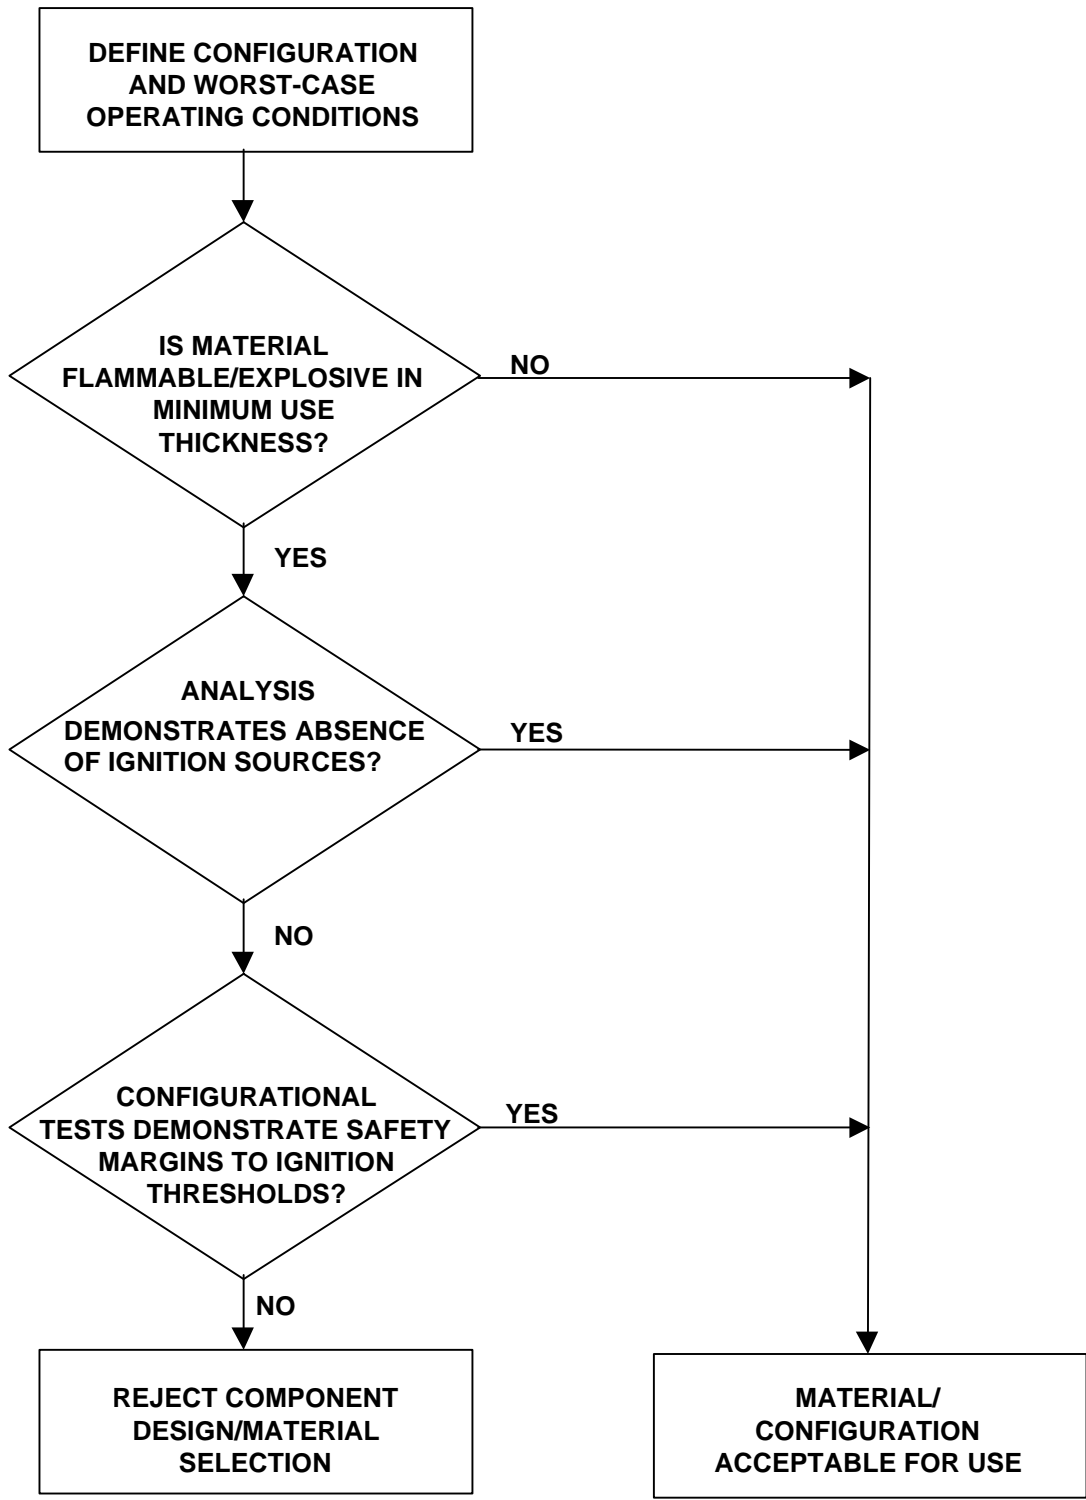 DEFINE CONFIGURATION
AND WORST-CASE
OPERATING CONDITIONS
IS MATERIAL
FLAMMABLE/EXPLOSIVE IN
MINIMUM USE
THICKNESS?
NO
YES
ANALYSIS
DEMONSTRATES ABSENCE
OF IGNITION SOURCES?
YES
NO
CONFIGURATIONAL
TESTS DEMONSTRATE SAFETY
MARGINS TO IGNITION
THRESHOLDS?
YES
NO
REJECT COMPONENT
DESIGN/MATERIAL
SELECTION
MATERIAL/
CONFIGURATION
ACCEPTABLE FOR USE